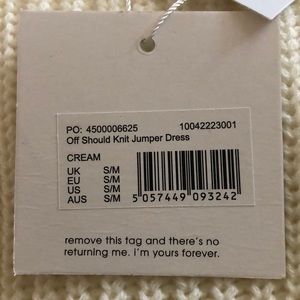 PO: 4500006625 10042223001
Off Should Knit Jumper Dress
CREAM
UK S/M
EU S/M
US S/M
AUS S/M
5 057449 093242
remove this tag and there's no
returning me. i'm yours forever.